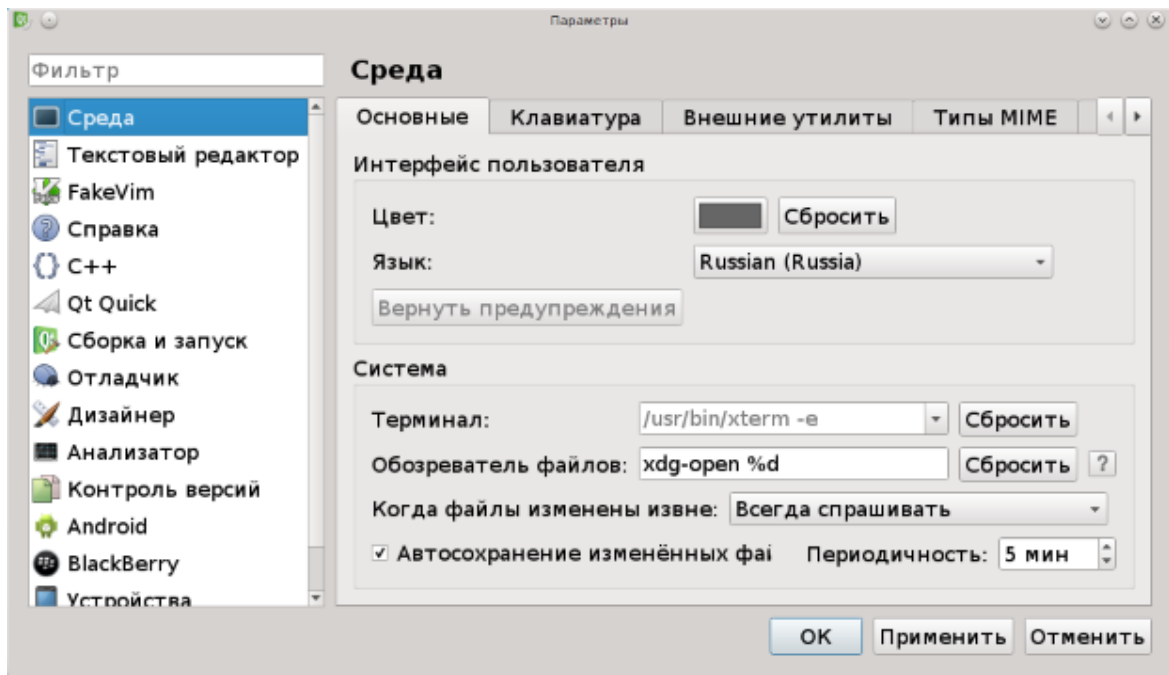 Параметры
Фильтр
Среда
Текстовый редактор
FakeVim
Справка
C++
Qt Quick
Сборка и запуск
Отладчик
Дизайнер
Анализатор
Контроль версий
Android
BlackBerry
Устройства
Среда
Основные Клавиатура Внешние утилиты Типы MIME
Интерфейс пользователя
Цвет: Сбросить
Язык: Russian (Russia)
Вернуть предупреждения
Система
Терминал: /usr/bin/xterm -e Сбросить
Обозреватель файлов: xdg-open %d Сбросить ?
Когда файлы изменены извне: Всегда спрашивать
Автосохранение изменённых фай Периодичность: 5 мин
OK Применить Отменить